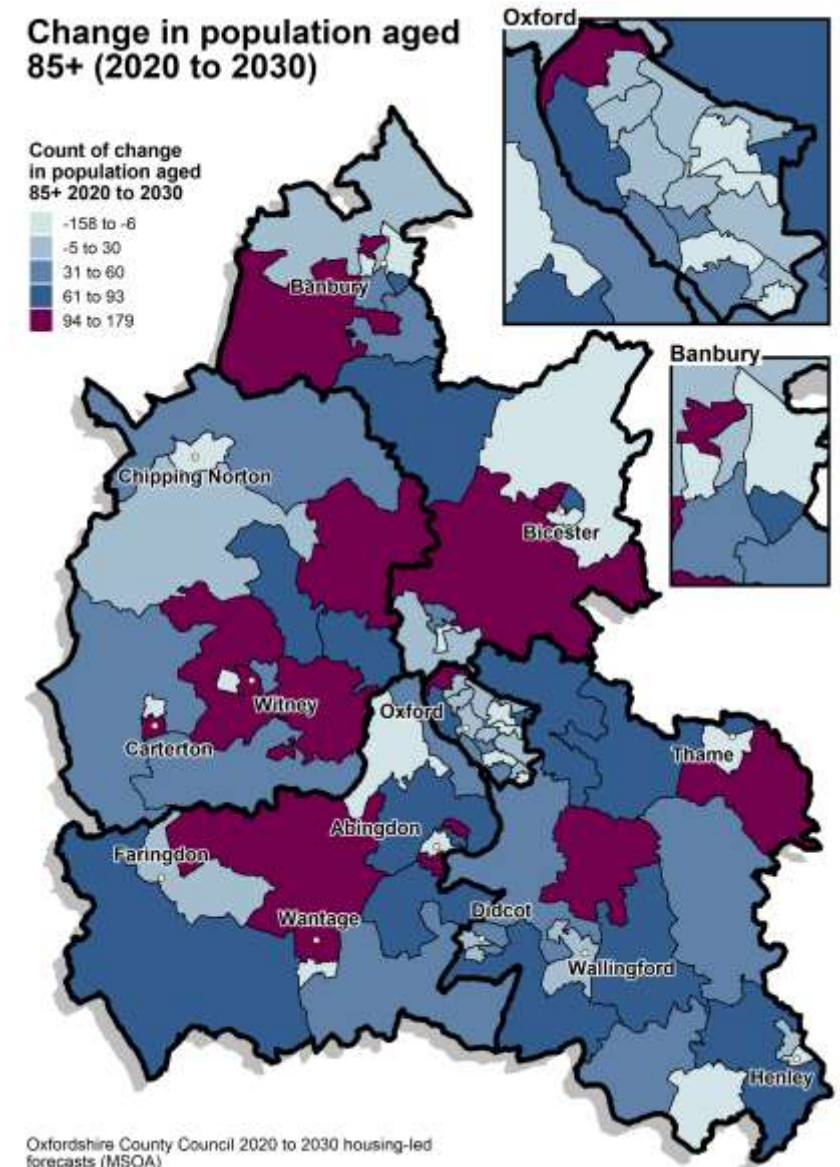 Change in population aged
85+ (2020 to 2030)
Oxford
Count of change
in population aged
85+ 2020 to 2030
-158 to -6
-5 to 30
31 to 60
61 to 93
94 to 179
Banbury
Banbury
Chipping Norton
Bicester
Witney
Oxford
Carterton
Thame
Abingdon
Faringdon
Wantage
Didcot
Wallingford
Henley
Oxfordshire County Council 2020 to 2030 housing-led
forecasts (MSOA)